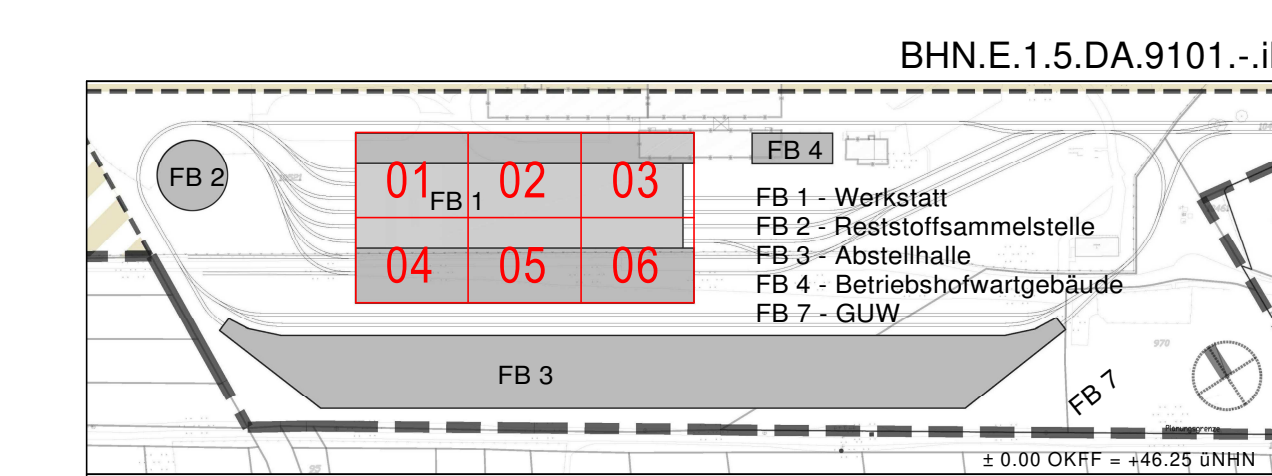 BHN.E.1.5.DA.9101.-.i
FB 2
01
02
03
FB 1
04
05
06
FB 4
FB 1 - Werkstatt
FB 2 - Reststoffsammelstelle
FB 3 - Abstellhalle
FB 4 - Betriebshofwartgebäude
FB 7 - GUW
FB 3
FB 7
970
Planungsgrenze
± 0.00 OKFF = +46.25 üNHN